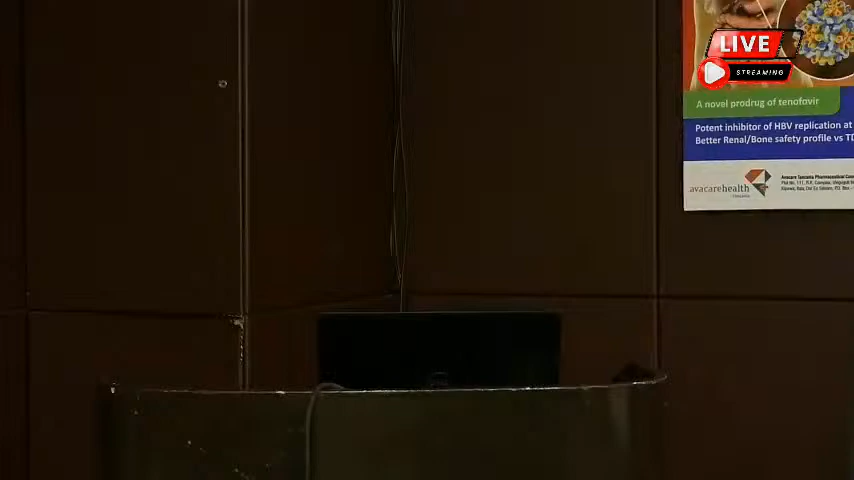 LIVE
STREAMING
A novel prodrug of tenofovir
Potent inhibitor of HBV replication at
Better Renal/Bone safety profile vs
avacarehealth